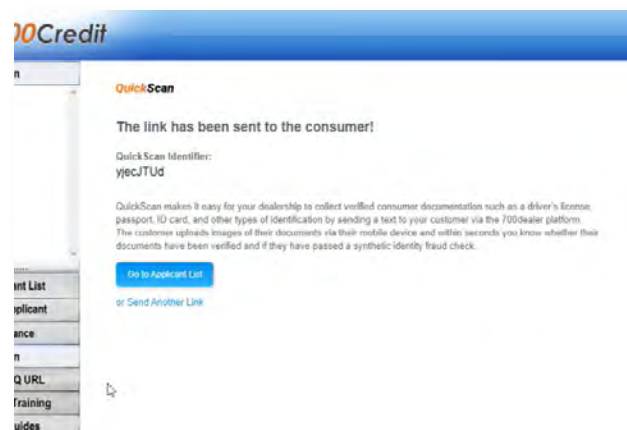 00Credit
n
QuickScan
The link has been sent to the consumer!
QuickScan Identifier:
yjecJTUd
QuickScan makes it easy for your dealership to collect verified consumer documentation such as a driver's license,
passport, ID card, and other types of identification by sending a text to your customer via the 700dealer platform.
The customer uploads images of their documents via their mobile device and within seconds you know whether their
documents have been verified and if they have passed a synthetic identity fraud check.
Go to Applicant List
or Send Another Link
ant List
pplicant
ance
n
Q URL
Training
uides